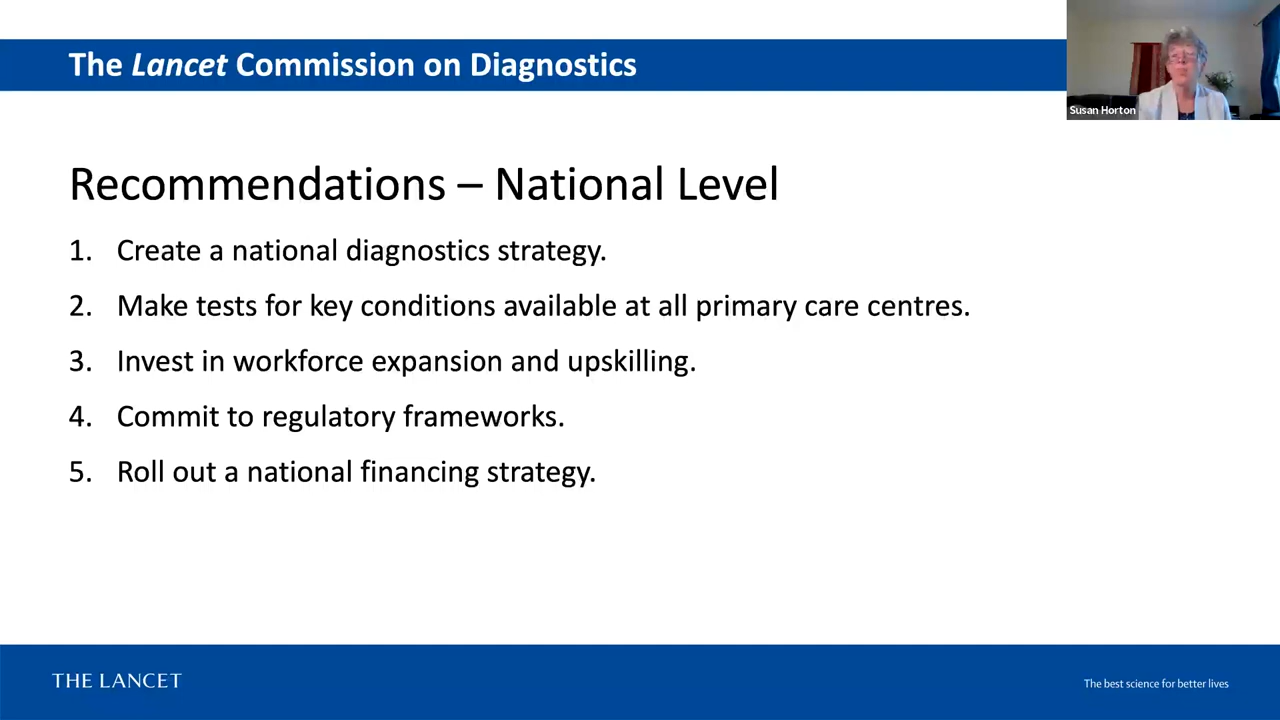 The Lancet Commission on Diagnostics
Susan Horton
Recommendations – National Level
1. Create a national diagnostics strategy.
2. Make tests for key conditions available at all primary care centres.
3. Invest in workforce expansion and upskilling.
4. Commit to regulatory frameworks.
5. Roll out a national financing strategy.
THE LANCET
The best science for better lives